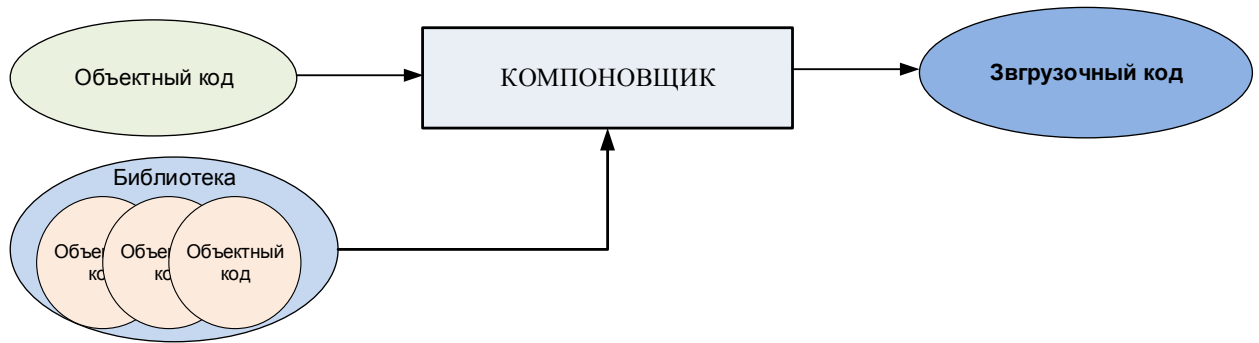 Объектный код
КОМПОНОВЩИК
Звгрузочный код
Библиотека
Объектный
код